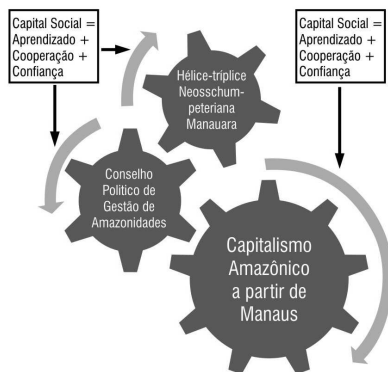 Capital Social =
Aprendizado +
Cooperação +
Confiança
Capital Social =
Aprendizado +
Cooperação +
Confiança
Hélice-tríplice
Neosschum-
peteriana
Manauara
Conselho
Politico de
Gestão de
Amazonidades
Capitalismo
Amazônico
a partir de
Manaus